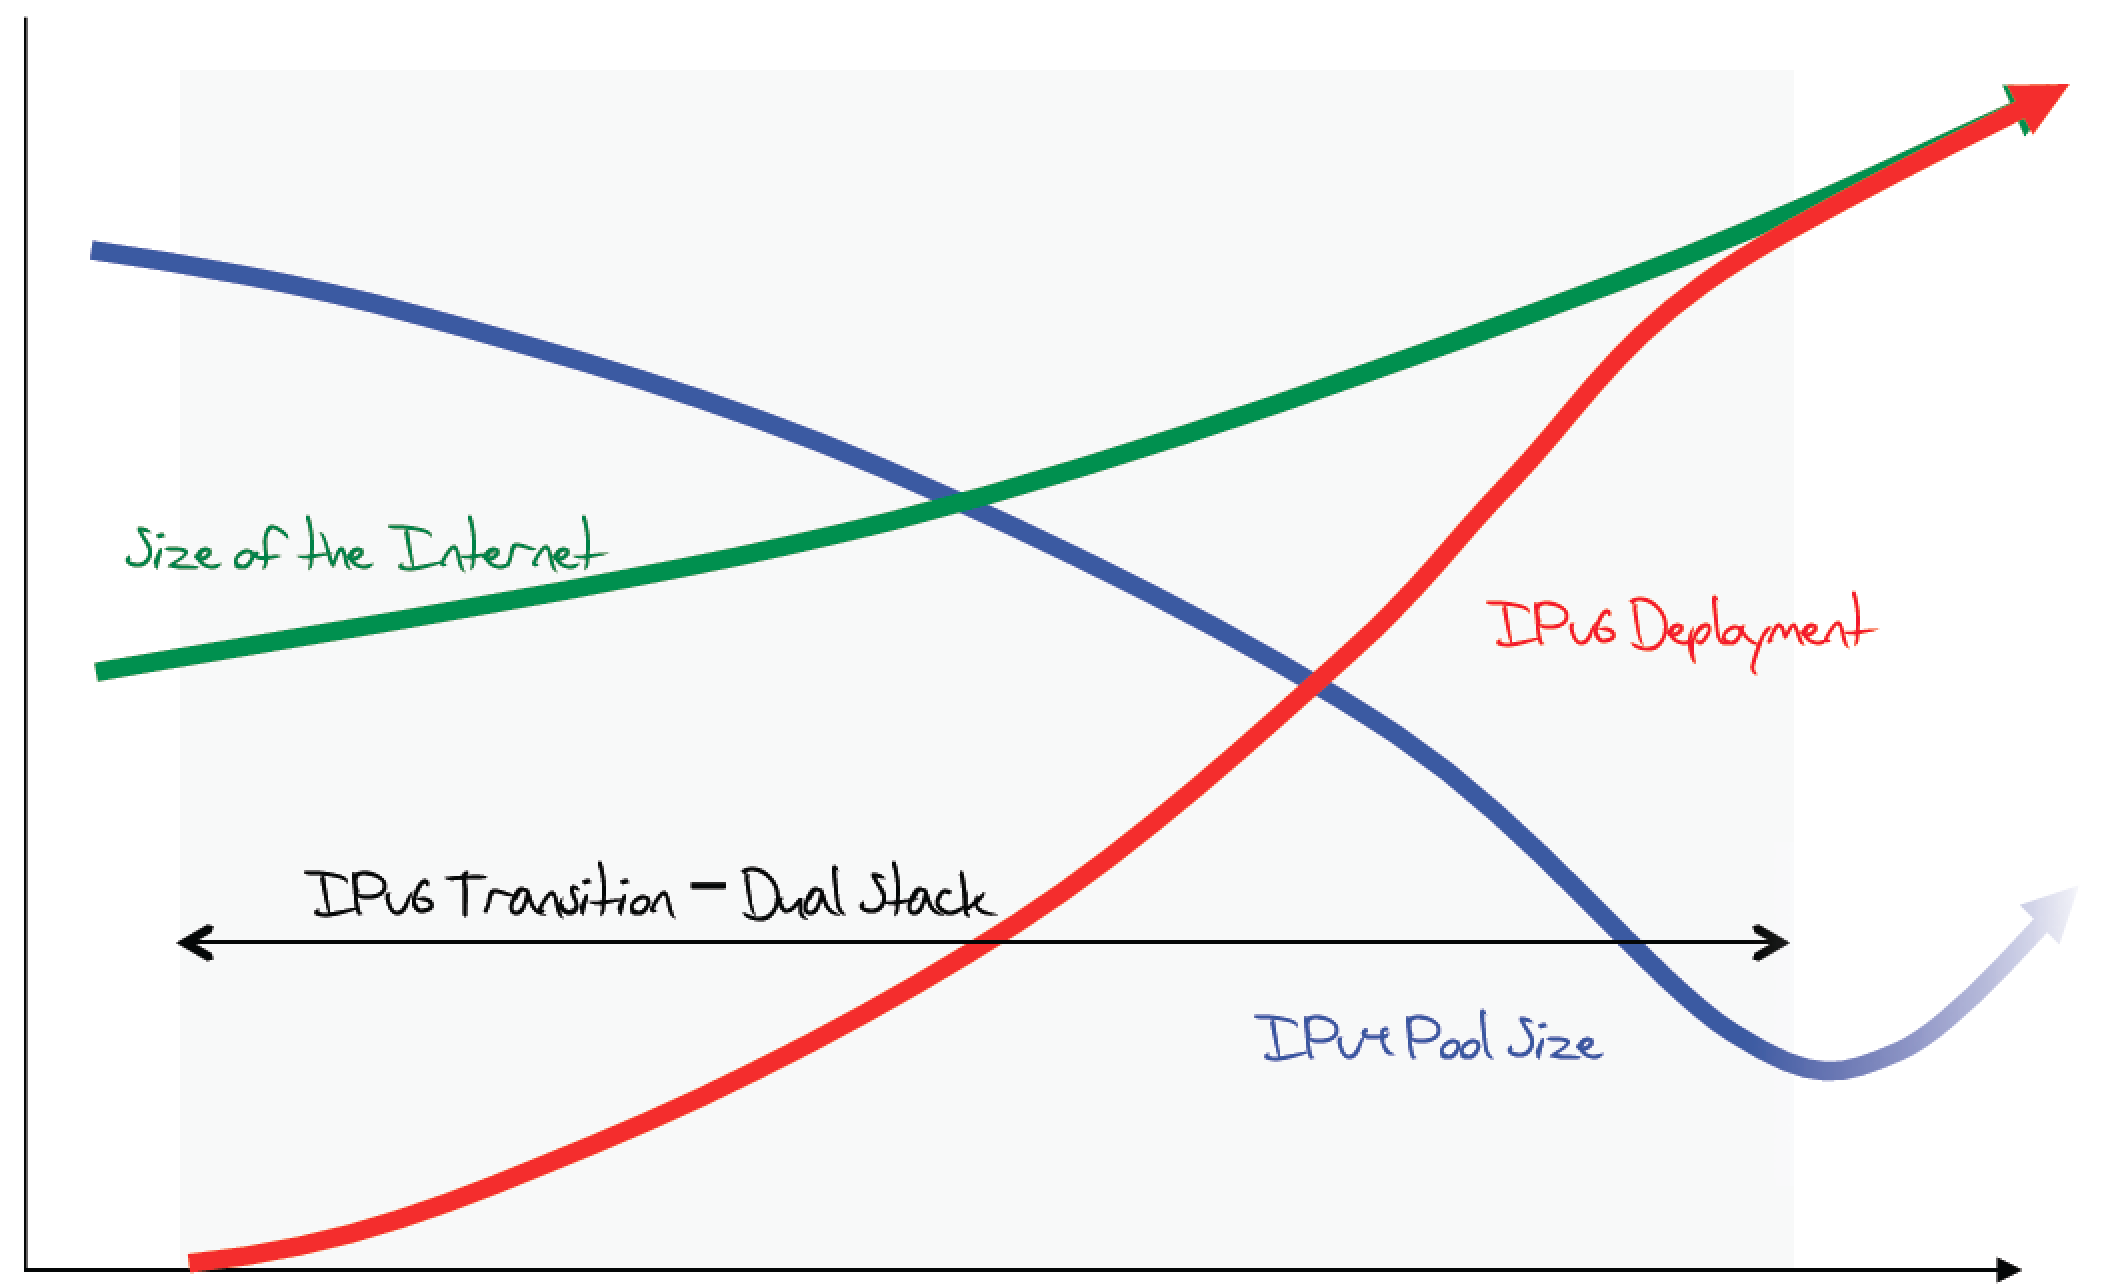 Size of the Internet
IPv6 Deployment
IPv6 Transition - Dual Stack
IPv4 Pool Size